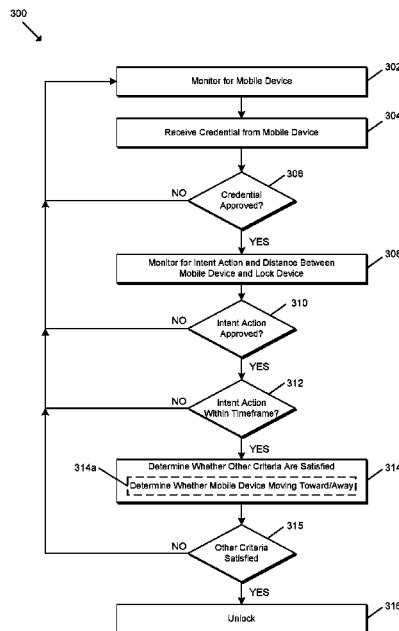 300
302
Monitor for Mobile Device
304
Receive Credential from Mobile Device
306
Credential
Approved?
NO
YES
308
Monitor for Intent Action and Distance Between
Mobile Device and Lock Device
310
Intent Action
Approved?
NO
YES
312
Intent Action
Within Timeframe?
NO
YES
314a
Determine Whether Other Criteria Are Satisfied
314
Determine Whether Mobile Device Moving Toward/Away
315
Other Criteria
Satisfied
NO
YES
316
Unlock